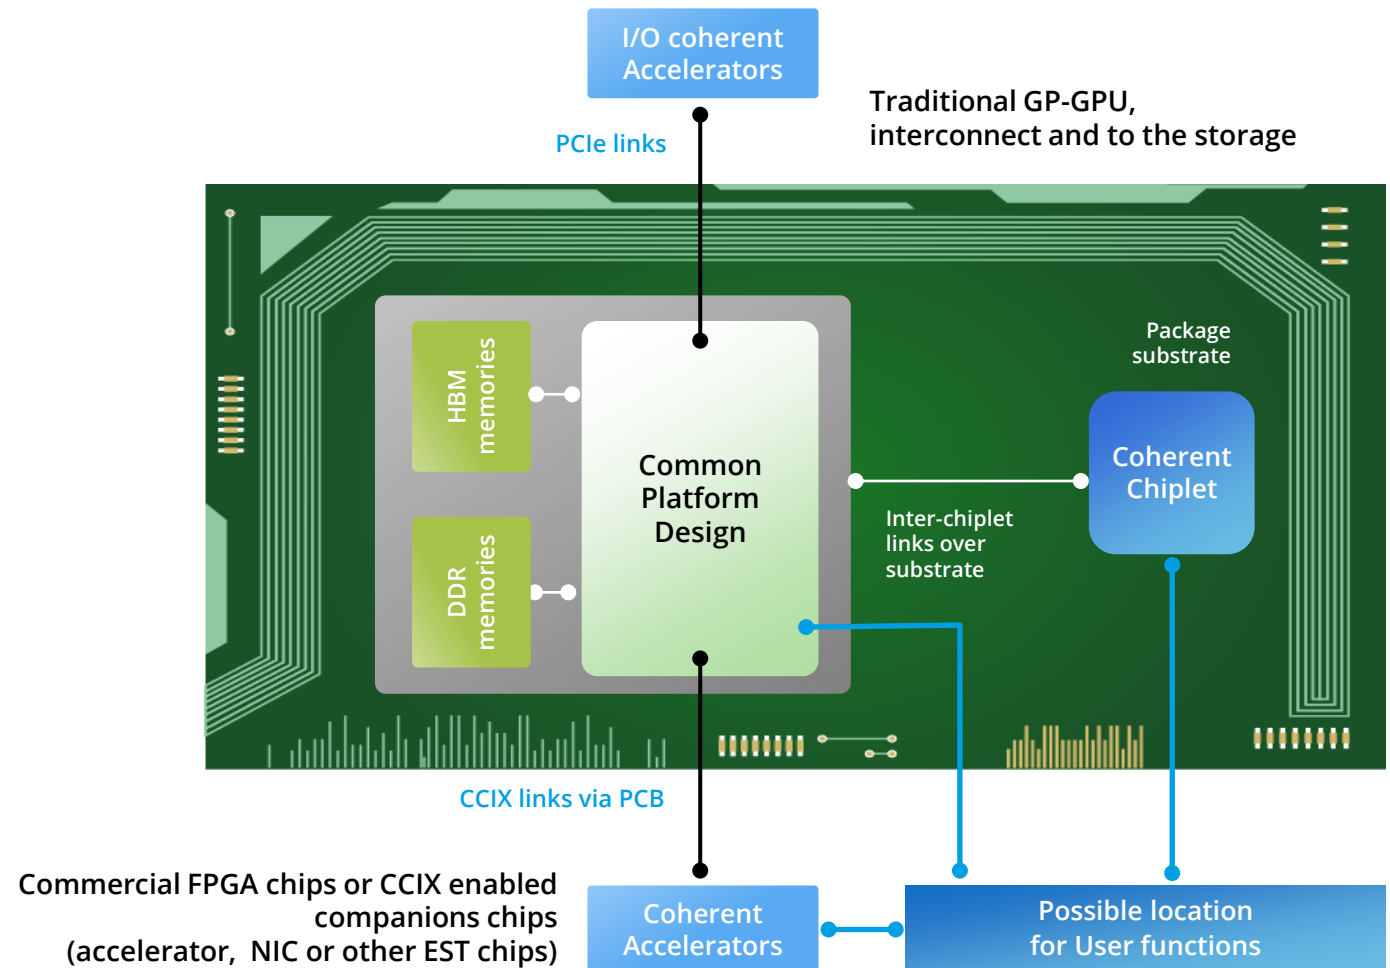 I/O coherent
Accelerators
Traditional GP-GPU,
interconnect and to the storage
PCIe links
HBM
memories
Package
substrate
Common
Platform
Design
Coherent
Chiplet
Inter-chiplet
links over
substrate
DDR
memories
CCIX links via PCB
Commercial FPGA chips or CCIX enabled
companions chips
(accelerator, NIC or other EST chips)
Coherent
Accelerators
Possible location
for User functions